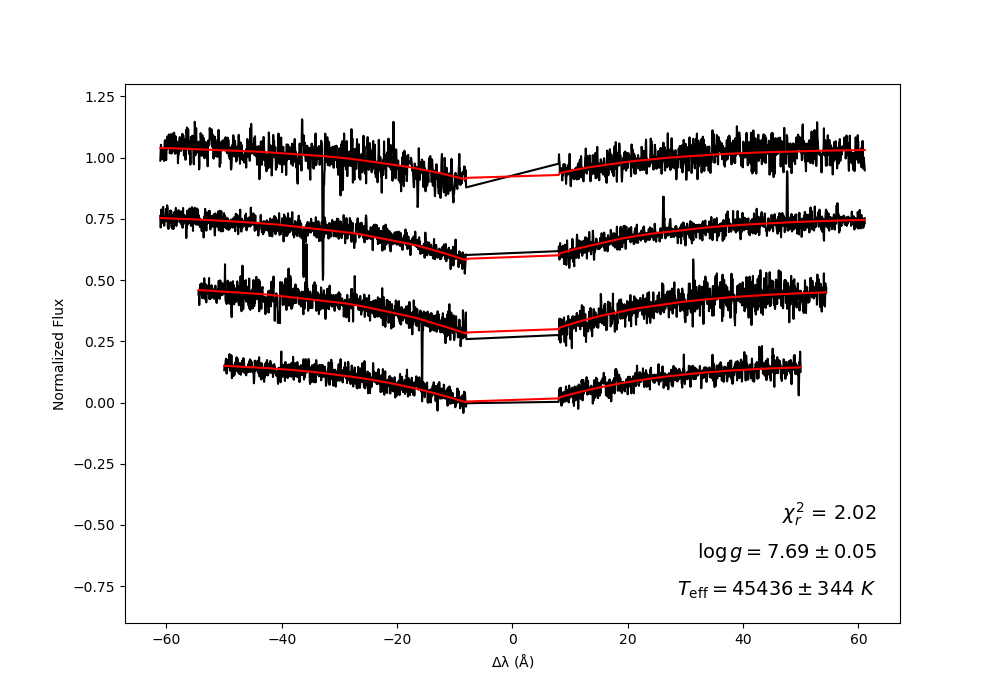 1.25
1.00
0.75
0.50
0.25
0.00
−0.25
−0.50
−0.75
Normalized Flux
χ²ᵣ = 2.02
log g = 7.69 ± 0.05
T_eff = 45436 ± 344 K
−60 −40 −20 0 20 40 60
Δλ (Å)